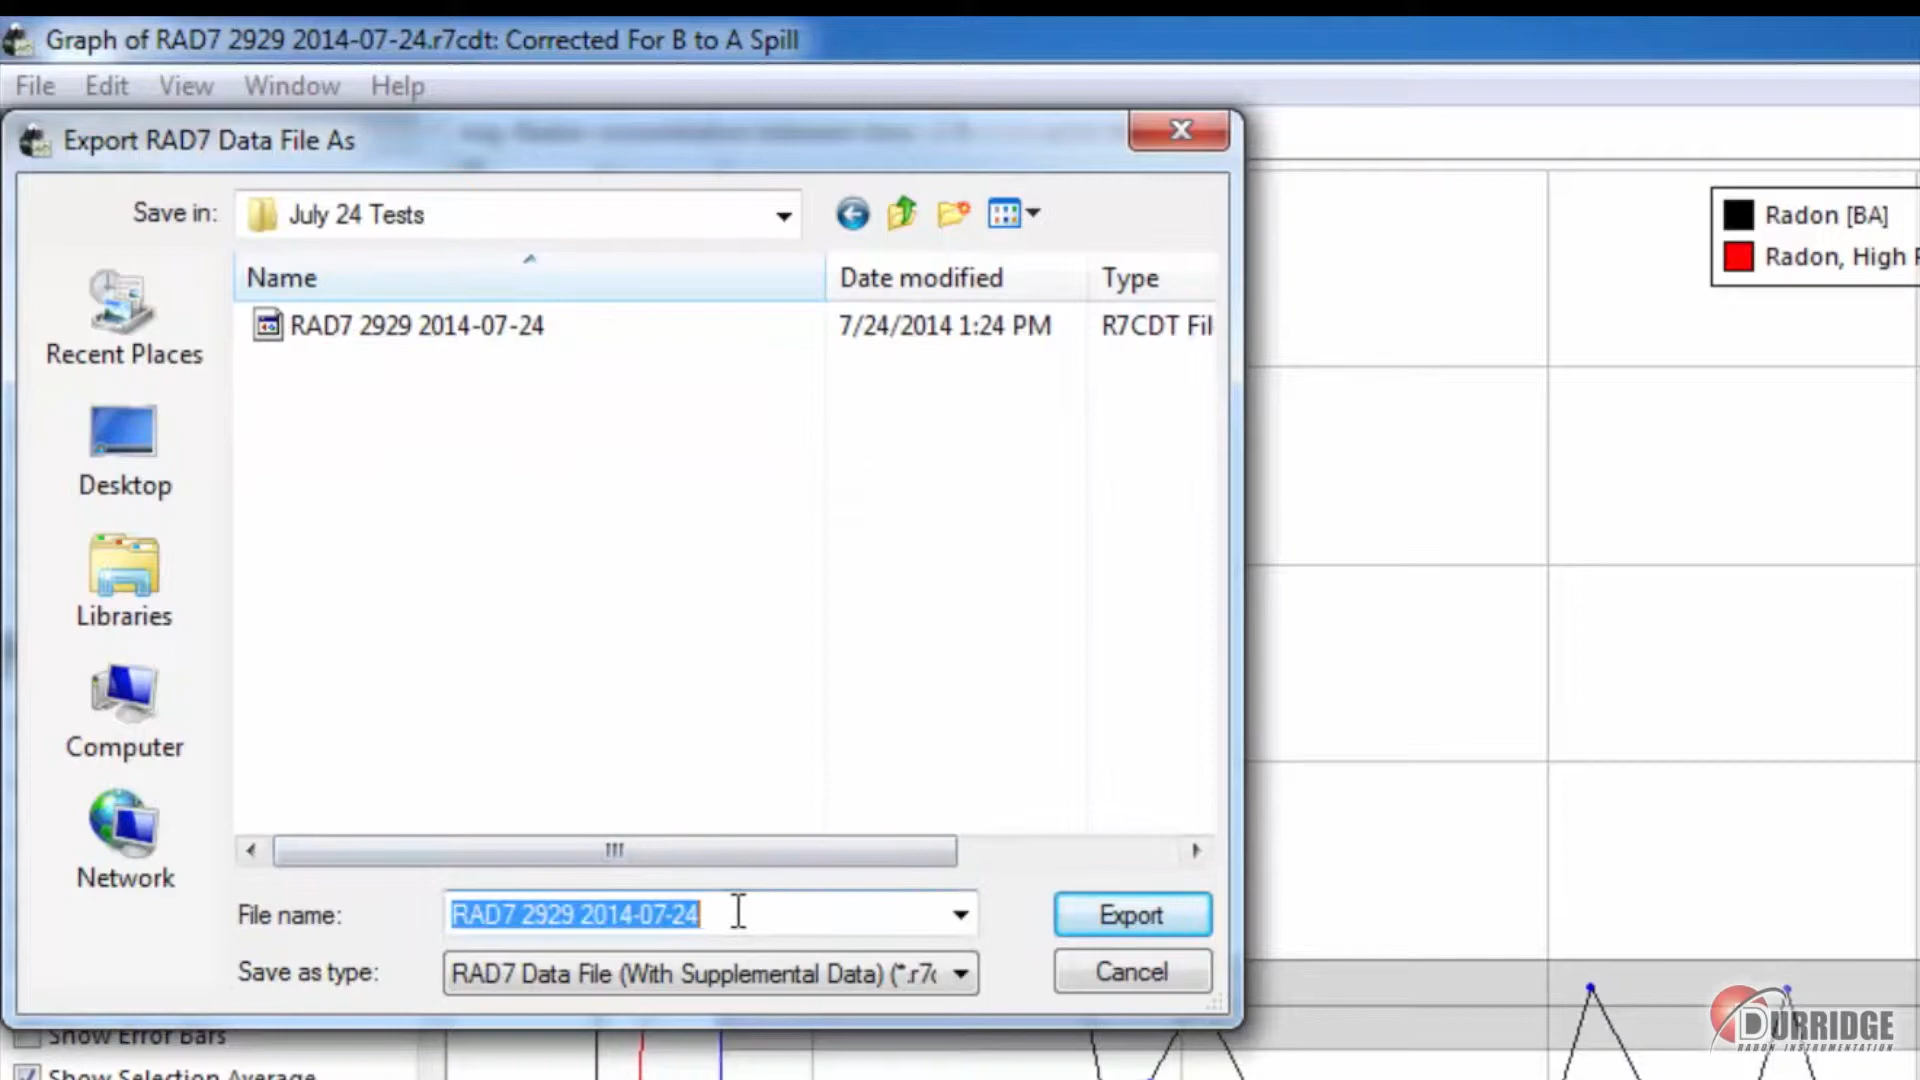 Graph of RAD7 2929 2014-07-24.r7cdt: Corrected For B to A Spill
File Edit View Window Help
Export RAD7 Data File As
Save in: July 24 Tests
Name Date modified Type
RAD7 2929 2014-07-24 7/24/2014 1:24 PM R7CDT Fil
Recent Places
Desktop
Libraries
Computer
Network
File name: RAD7 2929 2014-07-24 Export
Save as type: RAD7 Data File (With Supplemental Data) (*.r7c Cancel
Radon [BA]
Radon, High
Show Error Bars
Show Selection Average
DURRIDGE
RADON INSTRUMENTATION